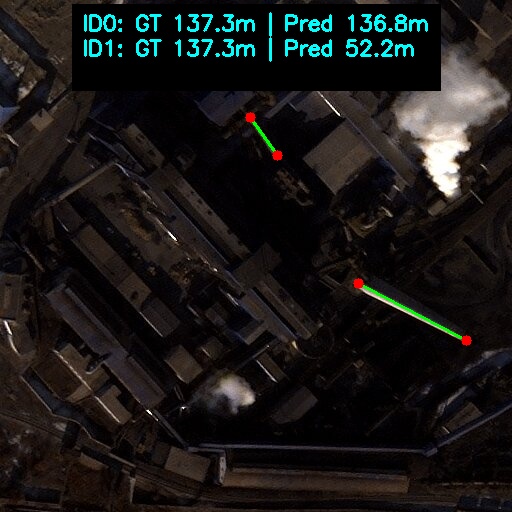 ID0: GT 137.3m | Pred 136.8m
ID1: GT 137.3m | Pred 52.2m